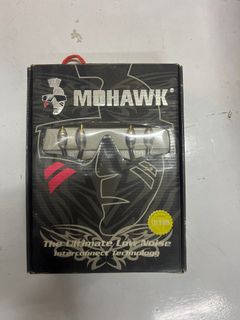 MOHAWK®
The Ultimate Low Noise
Interconnect Technology